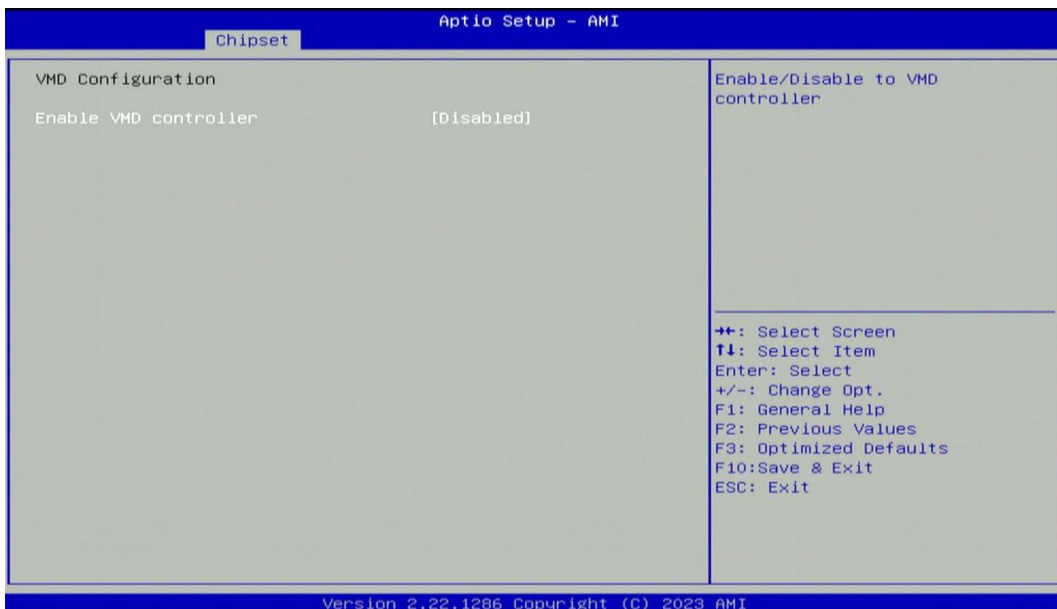 Aptio Setup - AMI
Chipset
VMD Configuration
Enable VMD controller [Disabled]
Enable/Disable to VMD
controller
→←: Select Screen
↑↓: Select Item
Enter: Select
+/-: Change Opt.
F1: General Help
F2: Previous Values
F3: Optimized Defaults
F10:Save & Exit
ESC: Exit
Version 2.22.1286 Copyright (C) 2023 AMI